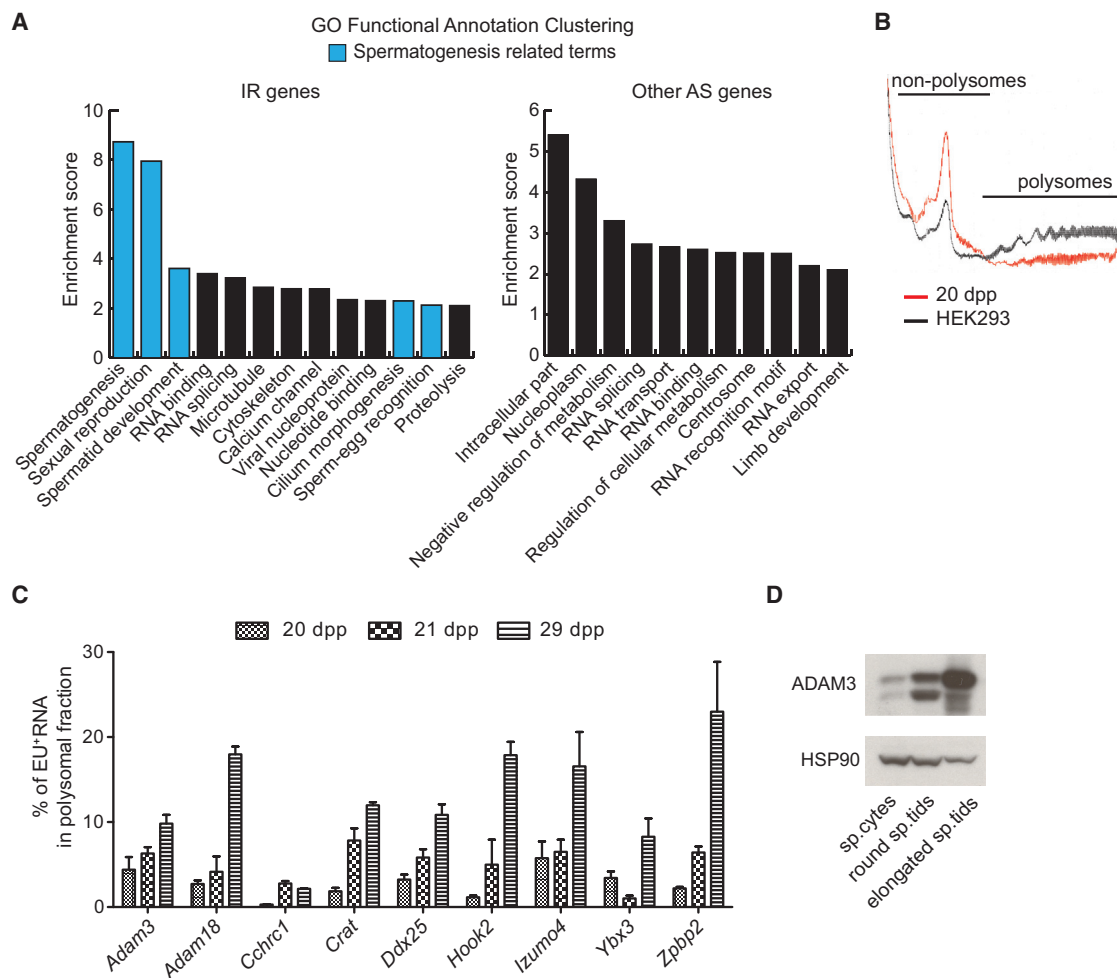 A
GO Functional Annotation Clustering
Spermatogenesis related terms
IR genes
Enrichment score
10
8
6
4
2
0
Spermatogenesis
Sexual reproduction
Spermatid development
RNA binding
RNA splicing
Microtubule
Cytoskeleton
Calcium channel
Viral nucleoprotein
Nucleotide binding
Cilium morphogenesis
Sperm-egg recognition
Proteolysis
Other AS genes
Enrichment score
6
5
4
3
2
1
0
Intracellular part
Nucleoplasm
Negative regulation of metabolism
RNA splicing
RNA transport
RNA binding
Regulation of cellular metabolism
Centrosome
RNA recognition motif
RNA export
Limb development
B
non-polysomes
polysomes
20 dpp
HEK293
C
20 dpp
21 dpp
29 dpp
% of EU⁺RNA
in polysomal fraction
30
20
10
0
Adam3
Adam18
Cchrc1
Crat
Ddx25
Hook2
Izumo4
Ybx3
Zpbp2
D
ADAM3
HSP90
sp.cytes
round sp.tids
elongated sp.tids